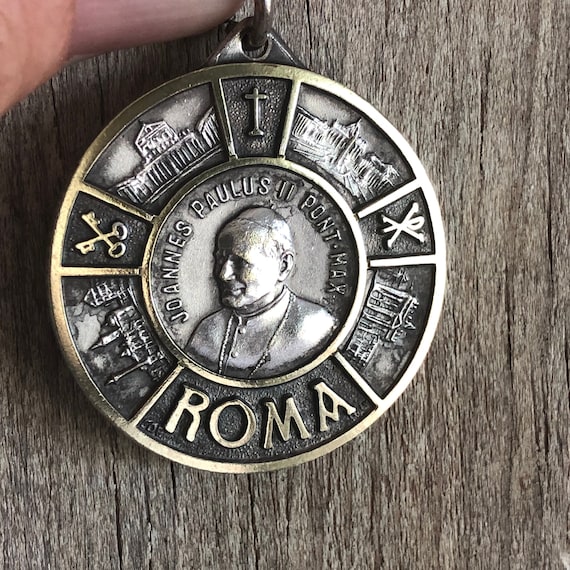 JOANNES PAULUS II PONT·MAX·
ROMA